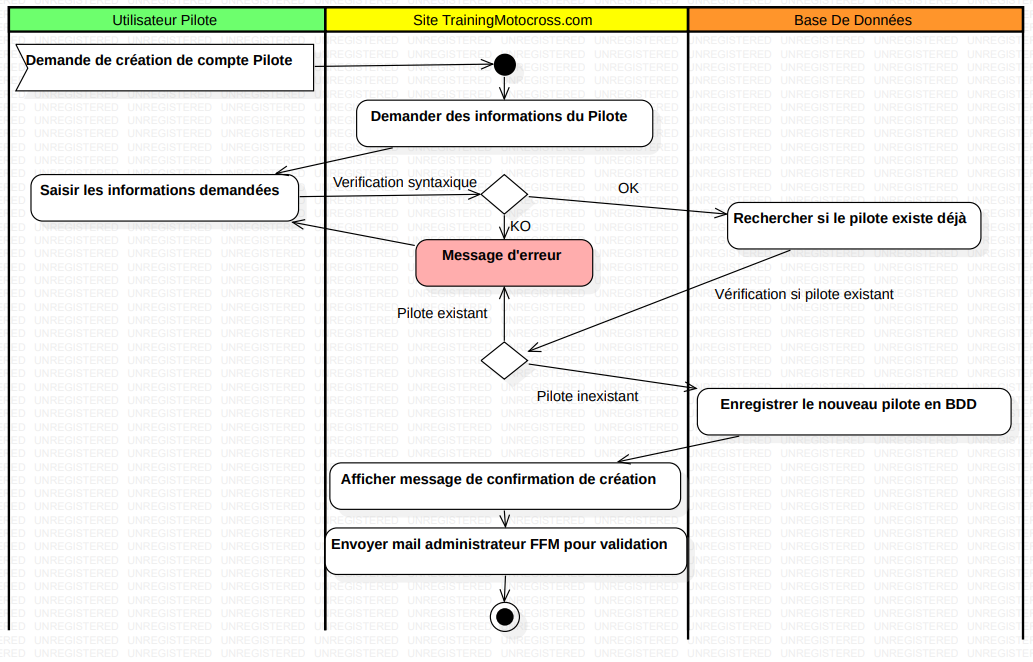 Utilisateur Pilote
Site TrainingMotocross.com
Base De Données
Demande de création de compte Pilote
Demander des informations du Pilote
Saisir les informations demandées
Verification syntaxique
OK
Rechercher si le pilote existe déjà
KO
Message d'erreur
Vérification si pilote existant
Pilote existant
Pilote inexistant
Enregistrer le nouveau pilote en BDD
Afficher message de confirmation de création
Envoyer mail administrateur FFM pour validation
UNREGISTERED